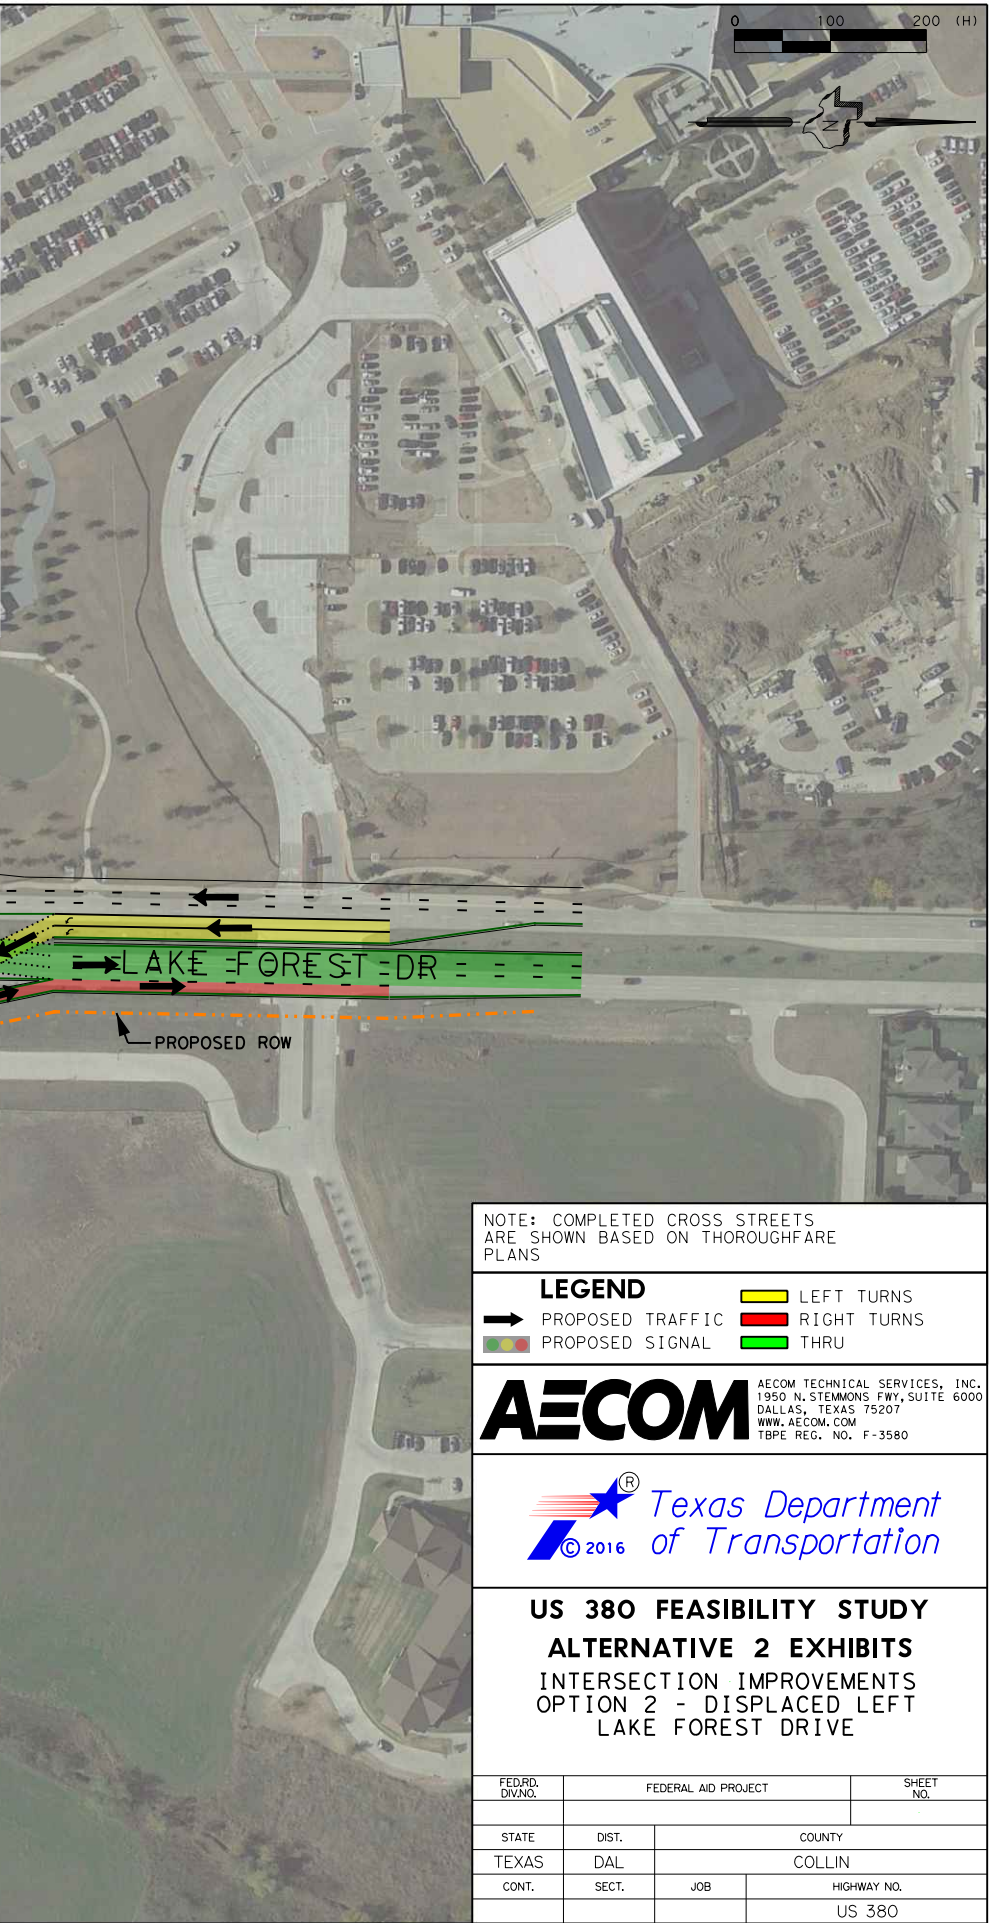 0 100 200 (H)
N
LAKE FOREST DR
PROPOSED ROW
NOTE: COMPLETED CROSS STREETS
ARE SHOWN BASED ON THOROUGHFARE
PLANS
LEGEND
PROPOSED TRAFFIC
PROPOSED SIGNAL
LEFT TURNS
RIGHT TURNS
THRU
AECOM
AECOM TECHNICAL SERVICES, INC.
1950 N. STEMMONS FWY, SUITE 6000
DALLAS, TEXAS 75207
WWW.AECOM.COM
TBPE REG. NO. F-3580
®
© 2016
Texas Department
of Transportation
US 380 FEASIBILITY STUDY
ALTERNATIVE 2 EXHIBITS
INTERSECTION IMPROVEMENTS
OPTION 2 - DISPLACED LEFT
LAKE FOREST DRIVE
FED.RD.
DIV.NO.
FEDERAL AID PROJECT
SHEET
NO.
STATE DIST. COUNTY
TEXAS DAL COLLIN
CONT. SECT. JOB HIGHWAY NO.
US 380